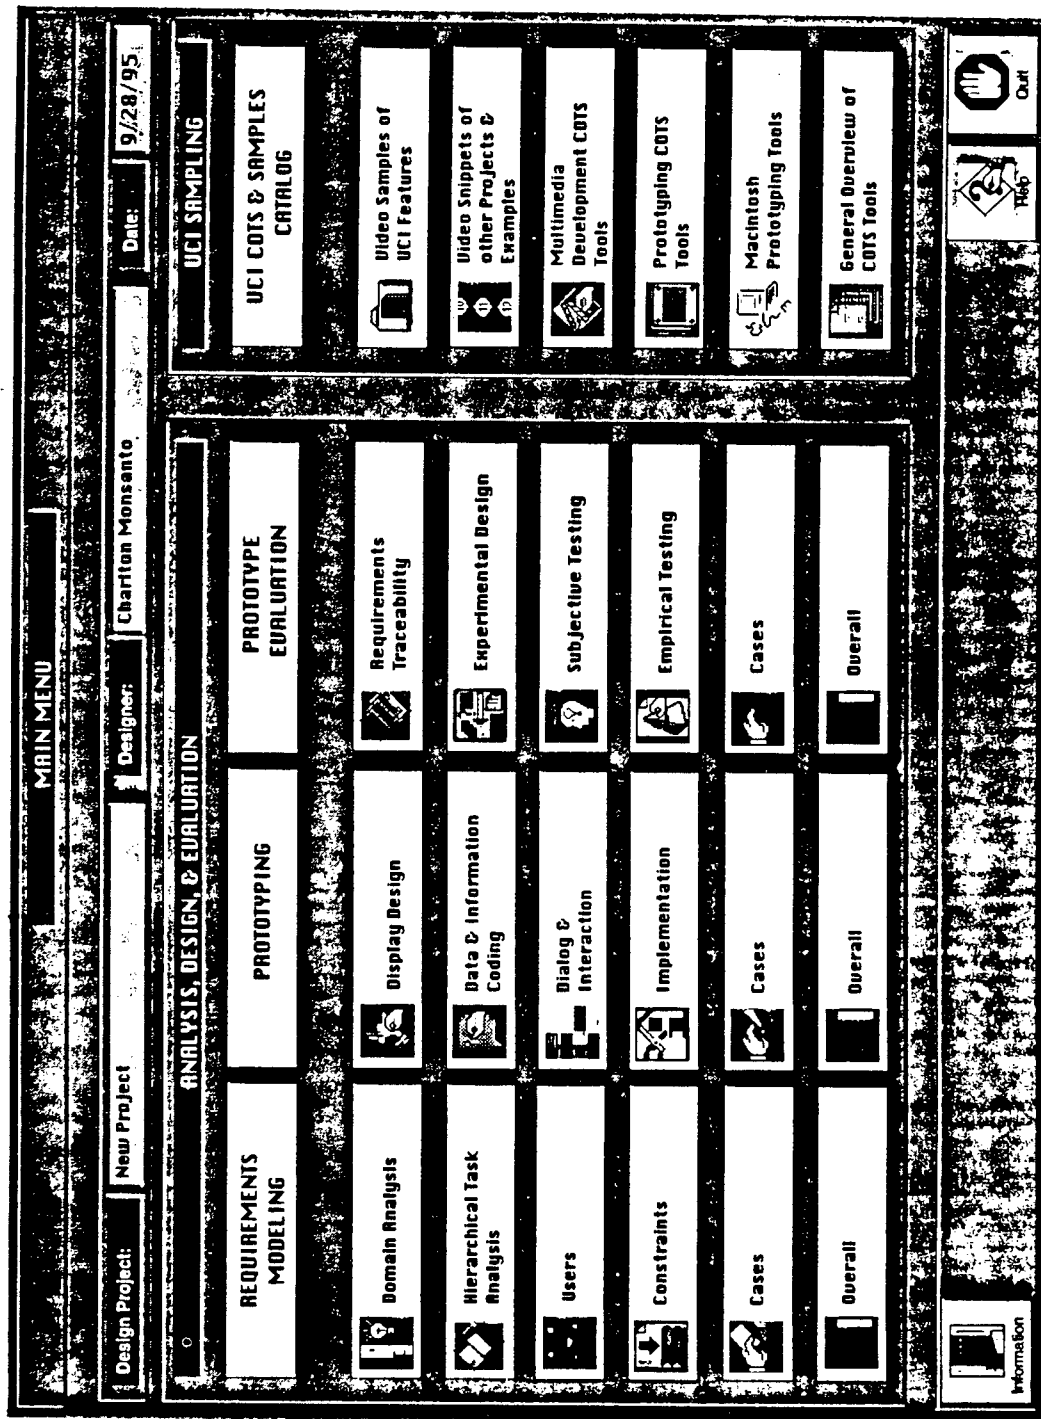 MAIN MENU
Design Project:
New Project
Designer:
Charlton Monsanto
Date:
9/28/95
ANALYSIS, DESIGN, & EVALUATION
REQUIREMENTS
MODELING
Domain Analysis
Hierarchical Task
Analysis
Users
Constraints
Cases
Overall
PROTOTYPING
Display Design
Data & Information
Coding
Dialog &
Interaction
Implementation
Cases
Overall
PROTOTYPE
EVALUATION
Requirements
Traceability
Experimental Design
Subjective Testing
Empirical Testing
Cases
Overall
UCI SAMPLING
UCI COTS & SAMPLES
CATALOG
Video Samples of
UCI Features
Video Snippets of
other Projects &
Examples
Multimedia
Development COTS
Tools
Prototyping COTS
Tools
Macintosh
Prototyping Tools
General Overview of
COTS Tools
Information
Help
Quit